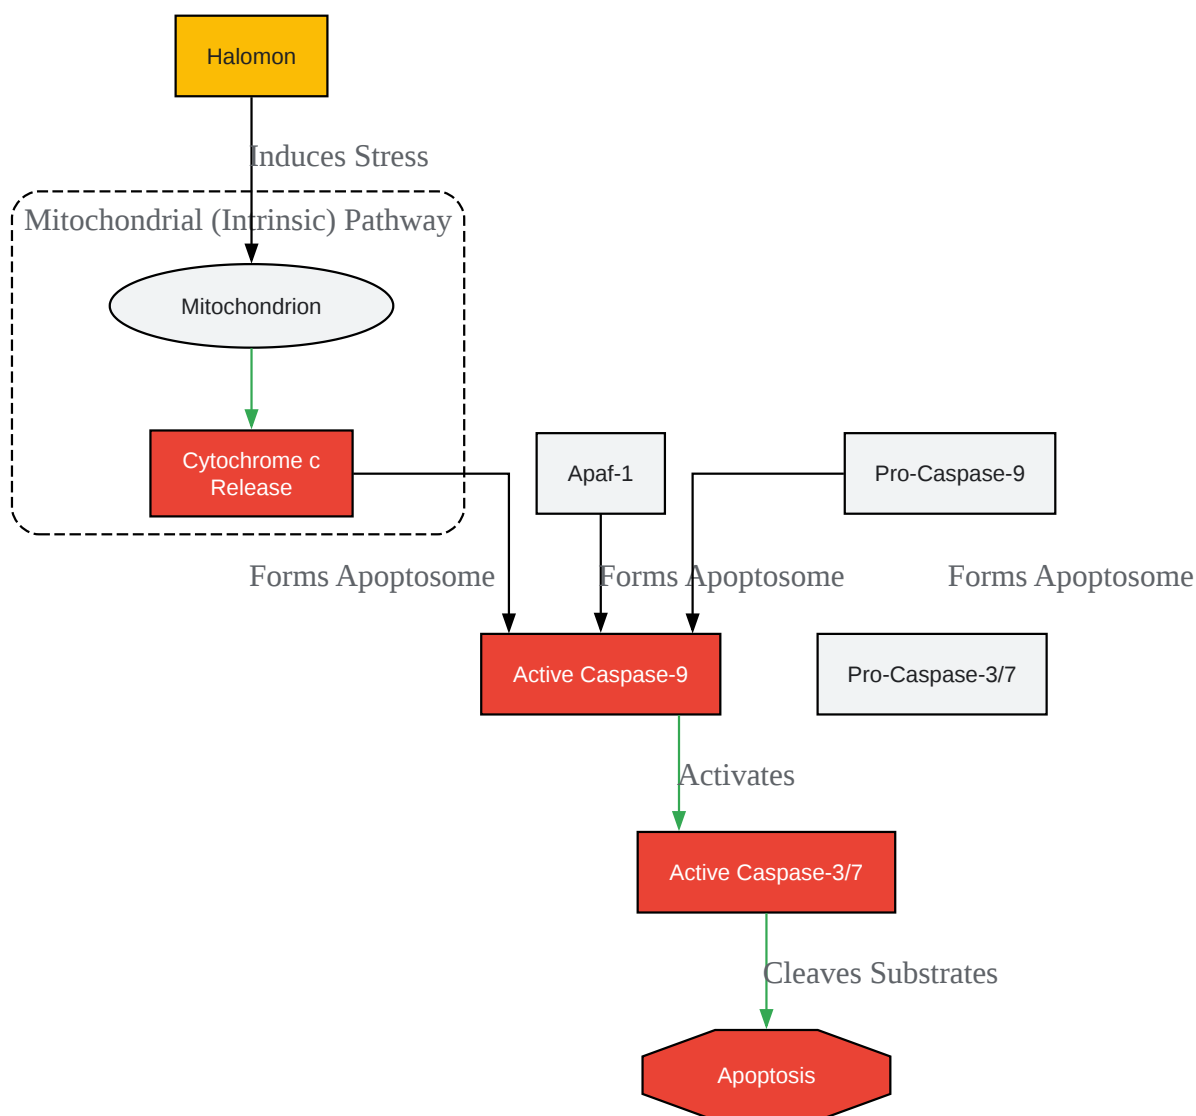 Halomon
Induces Stress
Mitochondrial (Intrinsic) Pathway
Mitochondrion
Cytochrome c
Release
Apaf-1
Pro-Caspase-9
Forms Apoptosome
Forms Apoptosome
Forms Apoptosome
Active Caspase-9
Pro-Caspase-3/7
Activates
Active Caspase-3/7
Cleaves Substrates
Apoptosis